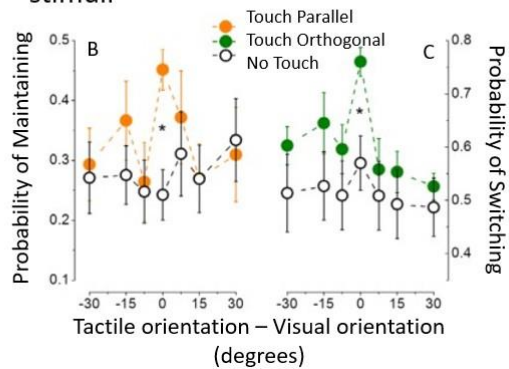 Touch Parallel
Touch Orthogonal
No Touch
B
C
Probability of Maintaining
0.5
0.4
0.3
0.2
0.1
*
*
0.8
0.7
0.6
0.5
0.4
Probability of Switching
-30 -15 0 15 30
-30 -15 0 15 30
Tactile orientation – Visual orientation
(degrees)